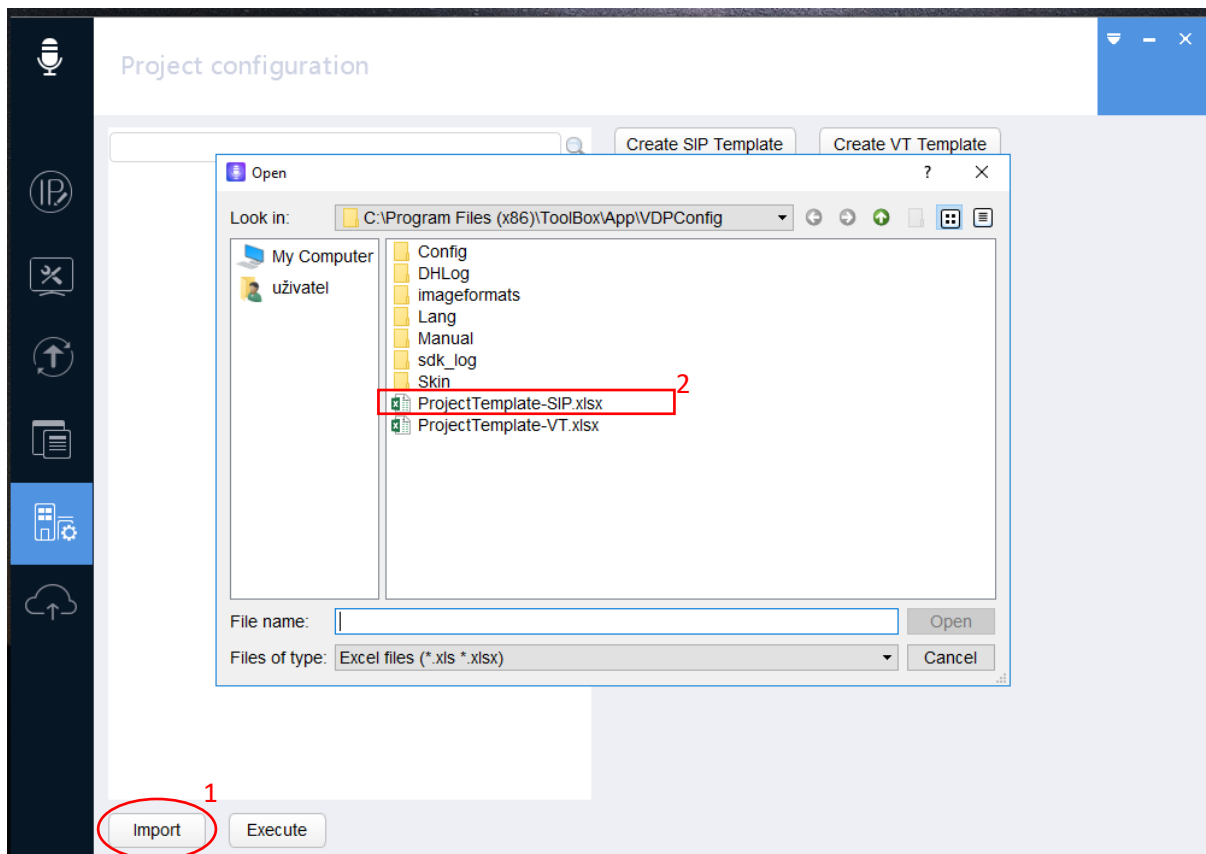 Project configuration
IP
Create SIP Template
Create VT Template
Open
?
Look in:
C:\Program Files (x86)\ToolBox\App\VDPConfig
My Computer
uživatel
Config
DHLog
imageformats
Lang
Manual
sdk_log
Skin
2
ProjectTemplate-SIP.xlsx
ProjectTemplate-VT.xlsx
File name:
Open
Files of type:
Excel files (*.xls *.xlsx)
Cancel
1
Import
Execute